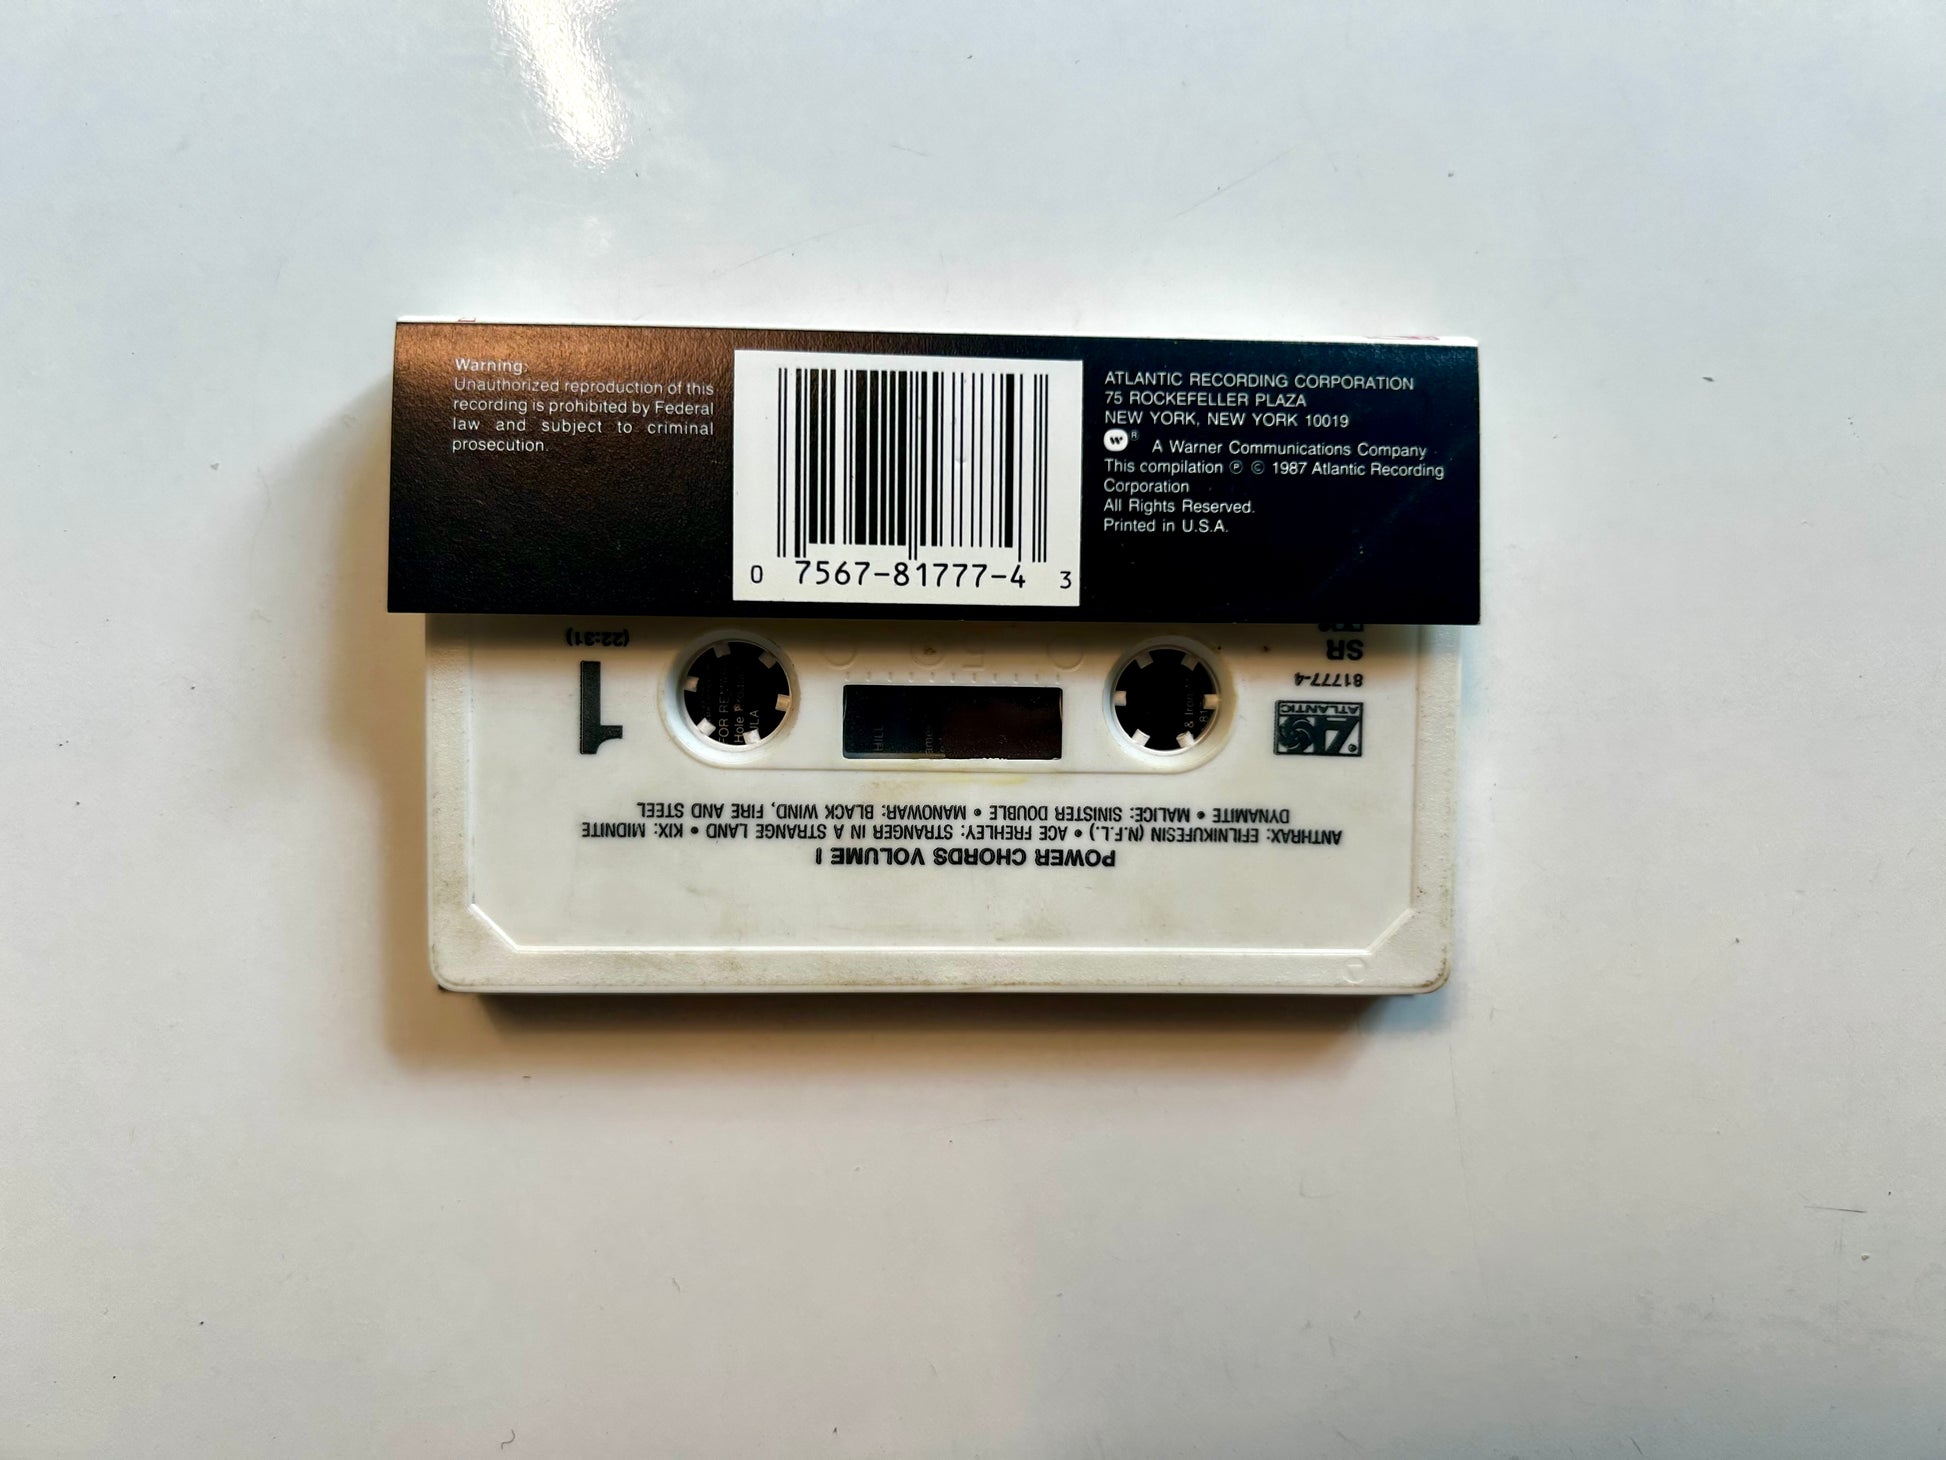 Warning:
Unauthorized reproduction of this
recording is prohibited by Federal
law and subject to criminal
prosecution.
0 7567-81777-4 3
ATLANTIC RECORDING CORPORATION
75 ROCKEFELLER PLAZA
NEW YORK, NEW YORK 10019
W® A Warner Communications Company
This compilation ℗ © 1987 Atlantic Recording
Corporation
All Rights Reserved.
Printed in U.S.A.
POWER CHORDS VOLUME I
ANTHRAX: EFILNIKUFESIN (N.F.L.) • ACE FREHLEY: STRANGER IN A STRANGE LAND • KIX: MIDNITE
DYNAMITE • MALICE: SINISTER DOUBLE • MANOWAR: BLACK WIND, FIRE AND STEEL
ATLANTIC ®
81777-4
SR
1
(22:31)
FOR
Hole
HILL